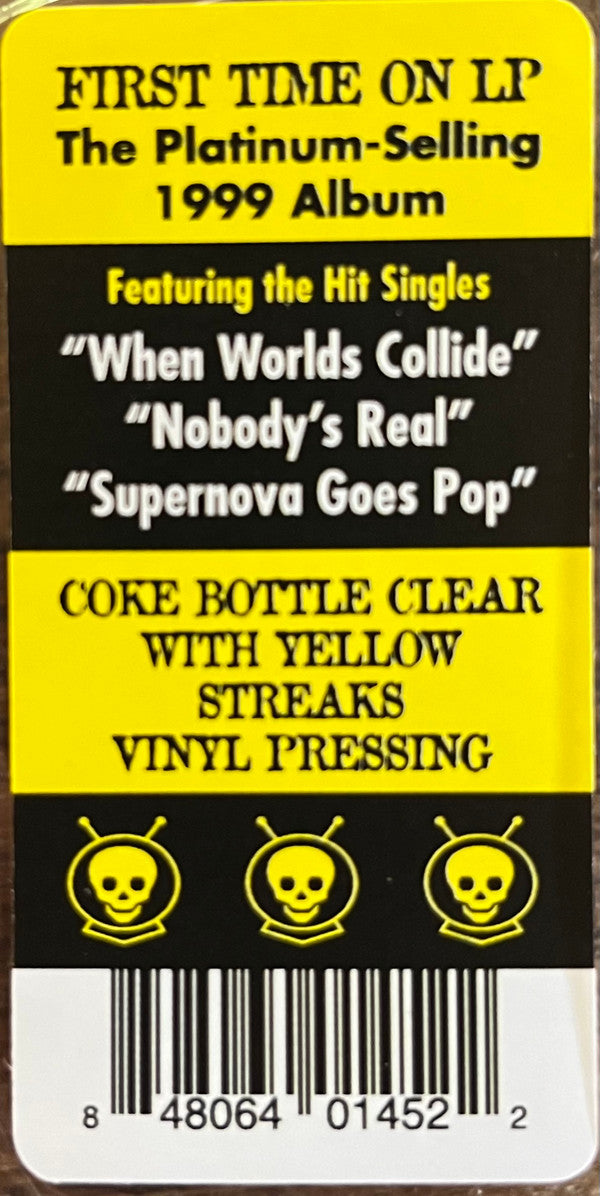 FIRST TIME ON LP
The Platinum-Selling
1999 Album
Featuring the Hit Singles
"When Worlds Collide"
"Nobody's Real"
"Supernova Goes Pop"
COKE BOTTLE CLEAR
WITH YELLOW
STREAKS
VINYL PRESSING
8 48064 01452 2